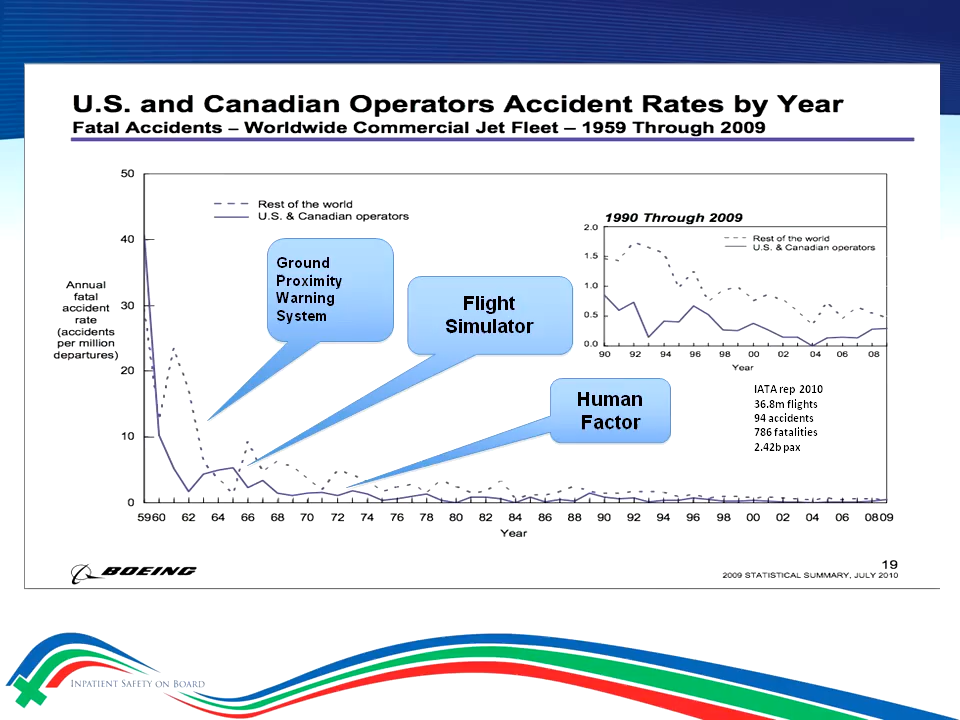 U.S. and Canadian Operators Accident Rates by Year
Fatal Accidents – Worldwide Commercial Jet Fleet – 1959 Through 2009
50
40
30
20
10
0
Annual
fatal
accident
rate
(accidents
per million
departures)
Rest of the world
U.S. & Canadian operators
Ground
Proximity
Warning
System
Flight
Simulator
Human
Factor
1990 Through 2009
2.0
1.5
1.0
0.5
0.0
Rest of the world
U.S. & Canadian operators
90 92 94 96 98 00 02 04 06 08
Year
IATA rep 2010
36.8m flights
94 accidents
786 fatalities
2.42b pax
59 60 62 64 66 68 70 72 74 76 78 80 82 84 86 88 90 92 94 96 98 00 02 04 06 08 09
Year
BOEING
19
2009 STATISTICAL SUMMARY, JULY 2010
INPATIENT SAFETY ON BOARD